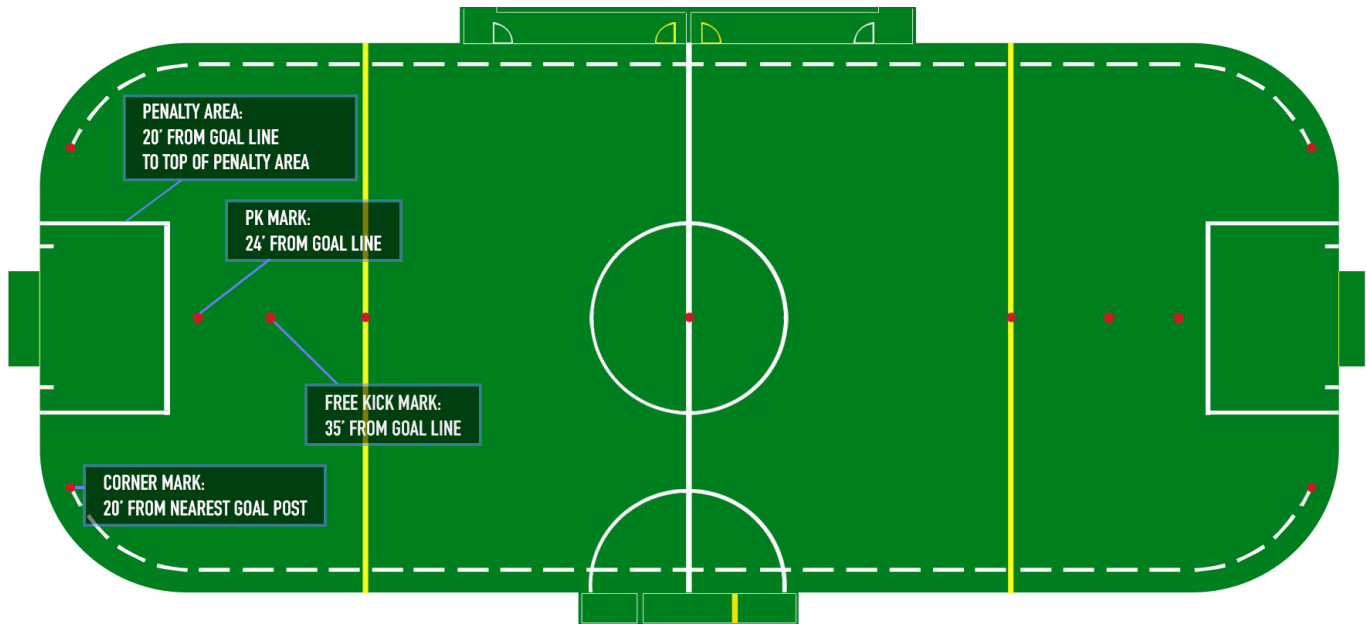 PENALTY AREA:
20' FROM GOAL LINE
TO TOP OF PENALTY AREA
PK MARK:
24' FROM GOAL LINE
FREE KICK MARK:
35' FROM GOAL LINE
CORNER MARK:
20' FROM NEAREST GOAL POST